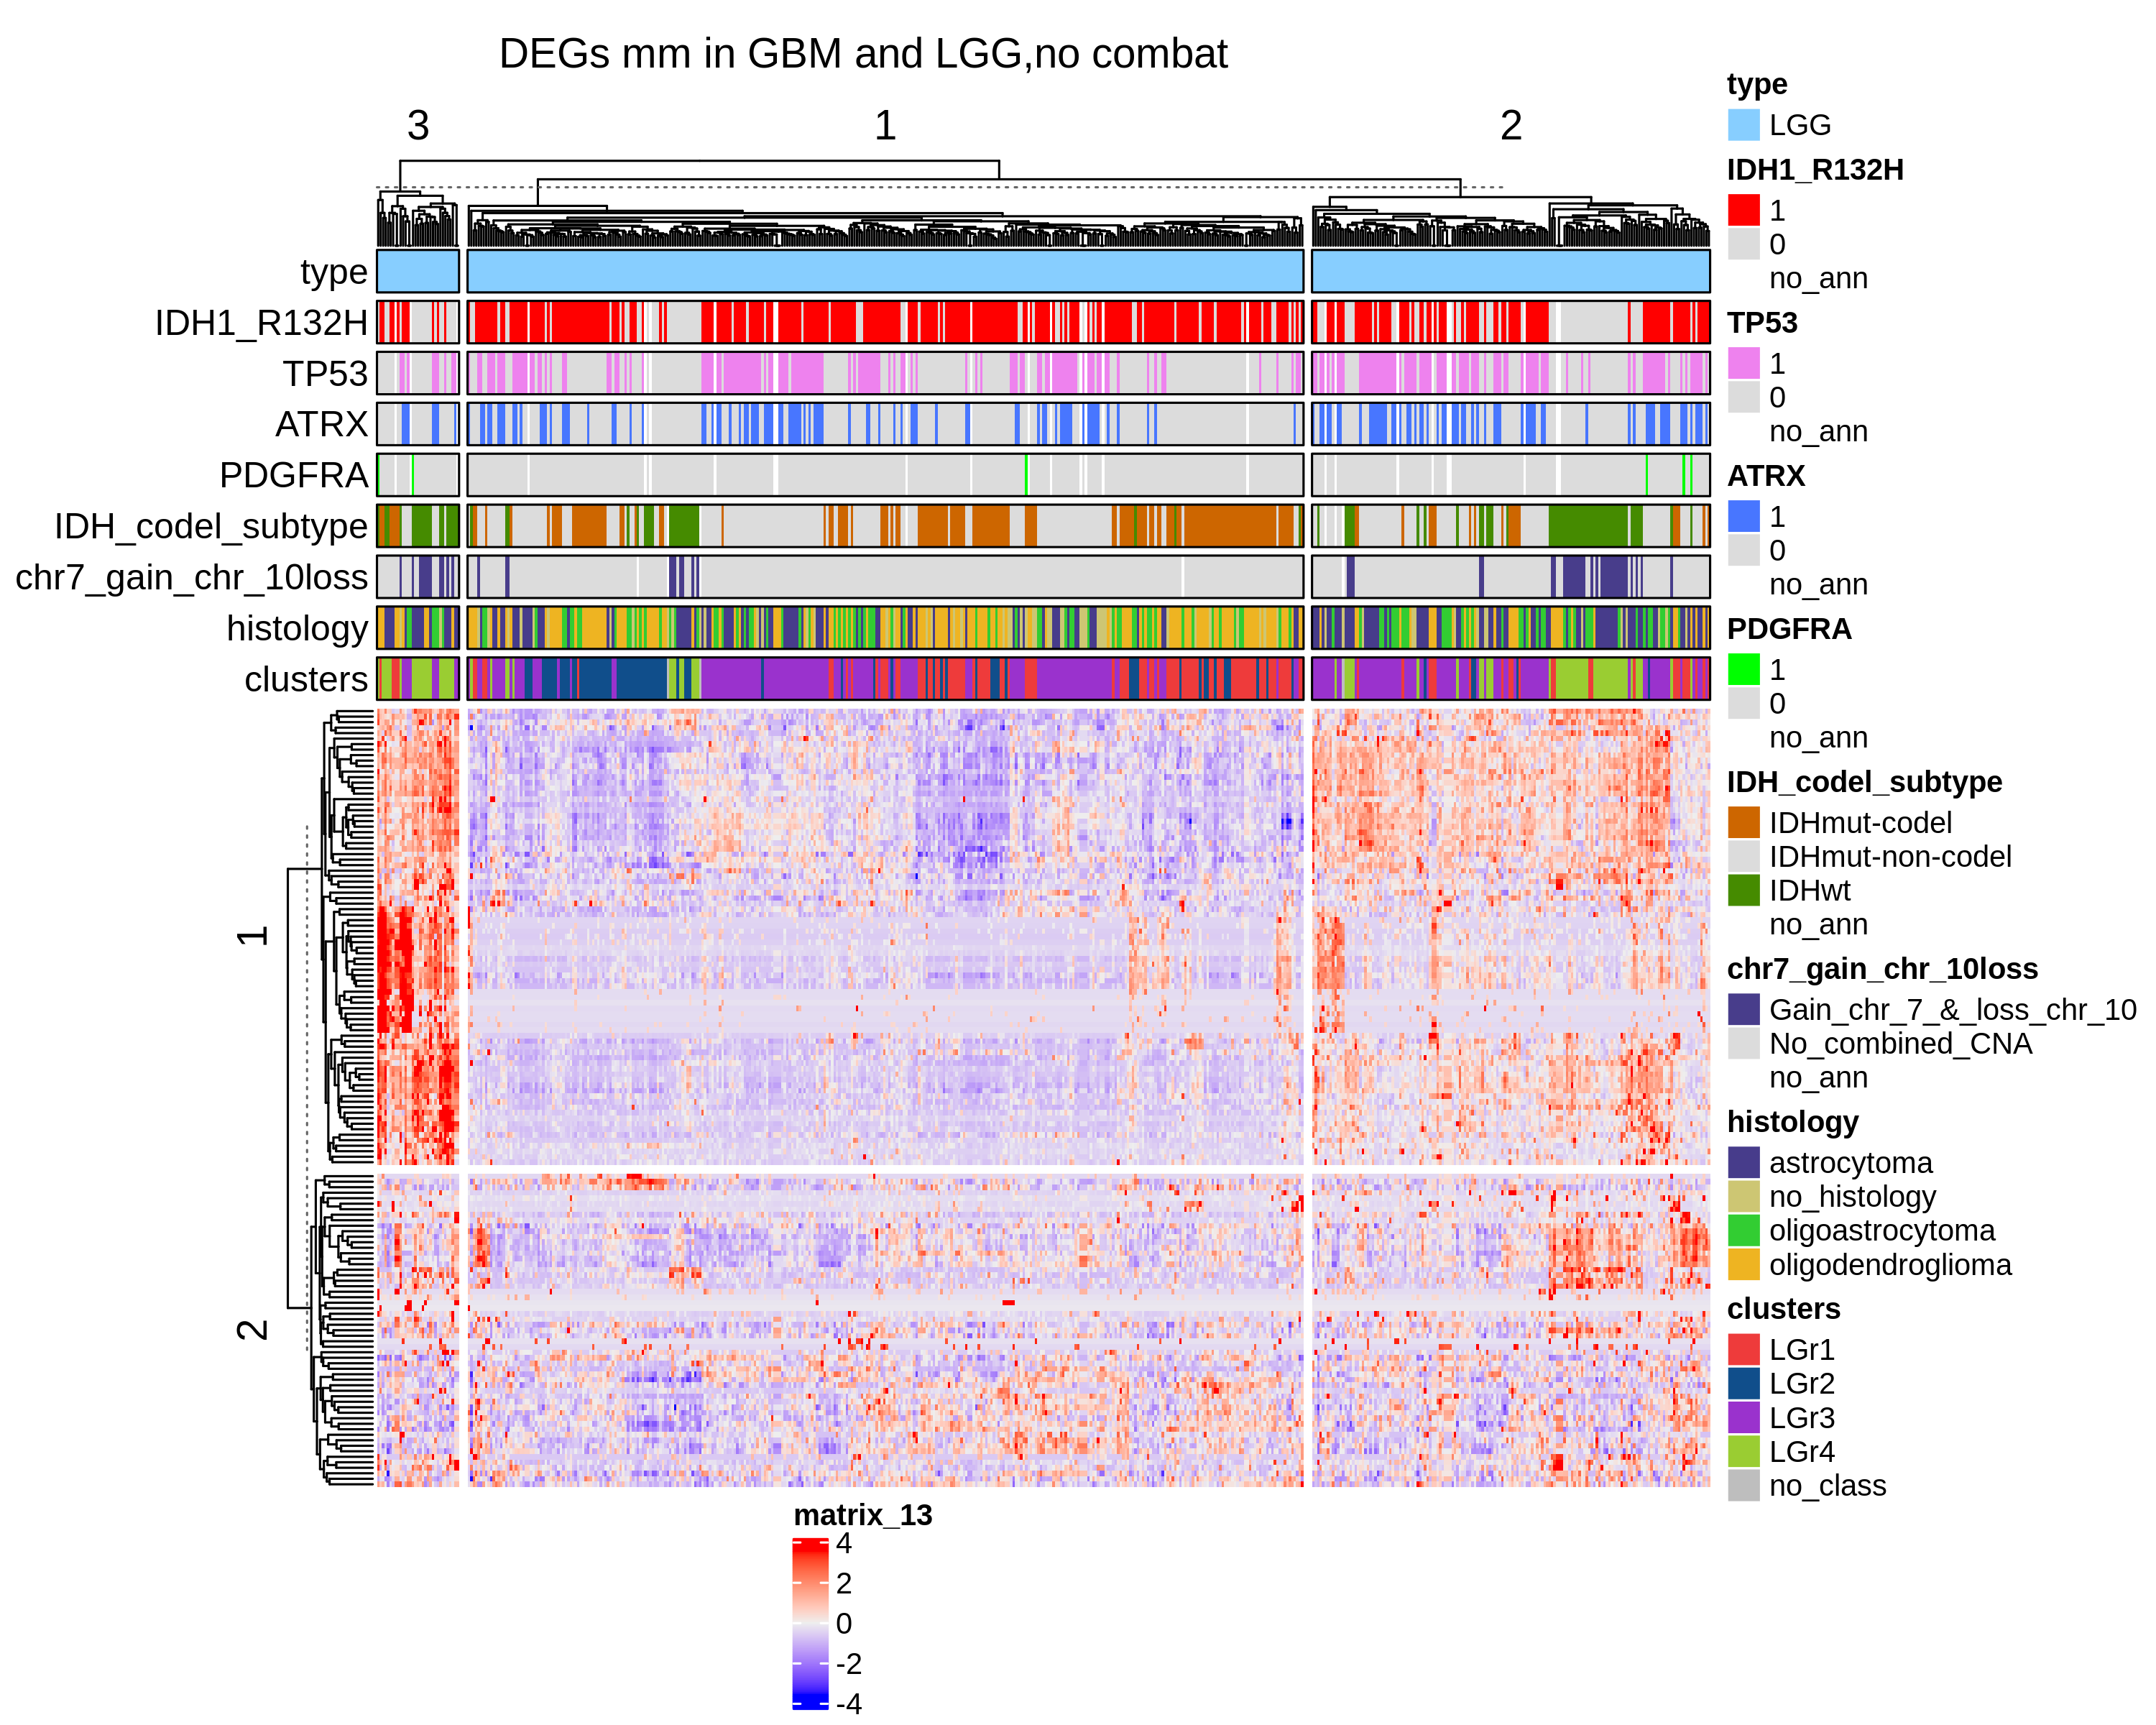 DEGs mm in GBM and LGG,no combat
3
1
2
type
IDH1_R132H
TP53
ATRX
PDGFRA
IDH_codel_subtype
chr7_gain_chr_10loss
histology
clusters
1
2
matrix_13
4
2
0
-2
-4
type
LGG
IDH1_R132H
1
0
no_ann
TP53
1
0
no_ann
ATRX
1
0
no_ann
PDGFRA
1
0
no_ann
IDH_codel_subtype
IDHmut-codel
IDHmut-non-codel
IDHwt
no_ann
chr7_gain_chr_10loss
Gain_chr_7_&_loss_chr_10
No_combined_CNA
no_ann
histology
astrocytoma
no_histology
oligoastrocytoma
oligodendroglioma
clusters
LGr1
LGr2
LGr3
LGr4
no_class